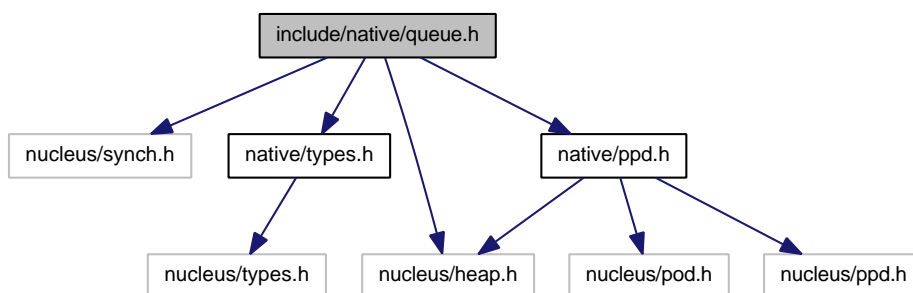 include/native/queue.h
nucleus/synch.h
native/types.h
native/ppd.h
nucleus/types.h
nucleus/heap.h
nucleus/pod.h
nucleus/ppd.h